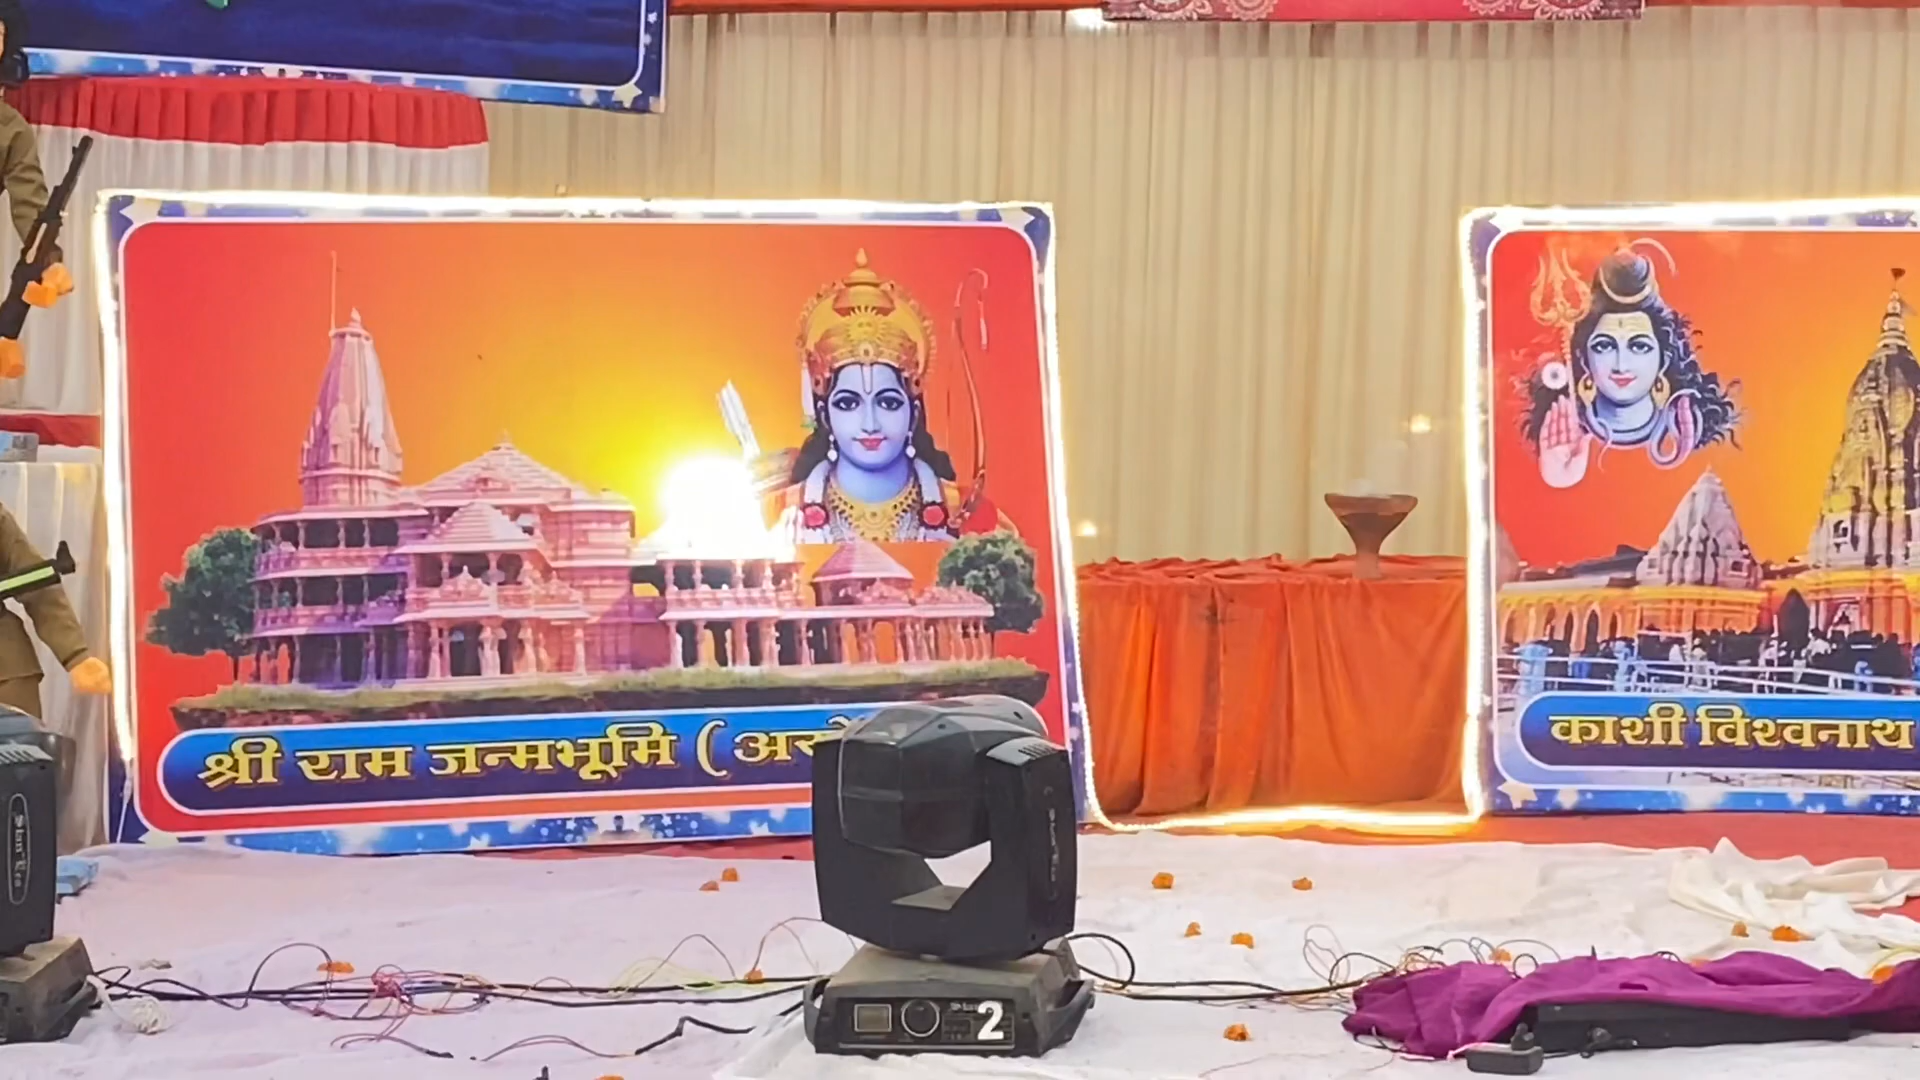 श्री राम जन्मभूमि (
काशी विश्वनाथ
2